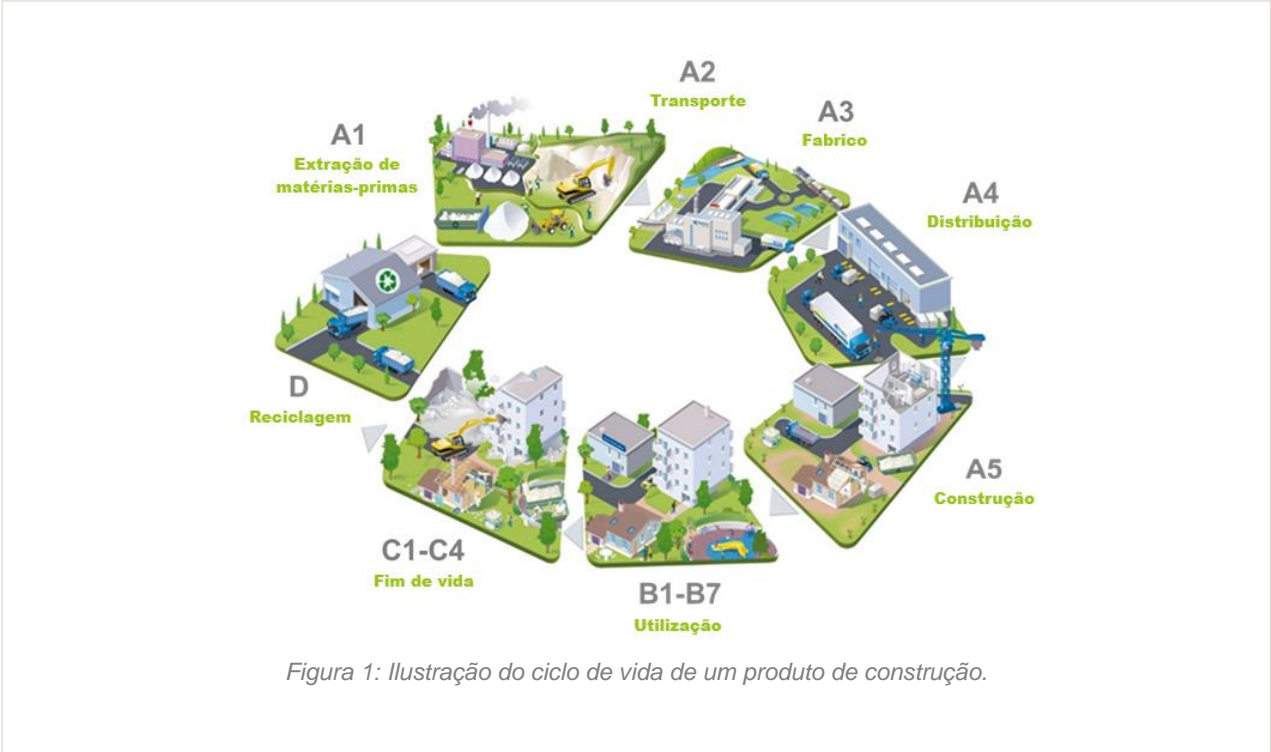 A2
Transporte
A3
Fabrico
A1
Extração de
matérias-primas
A4
Distribuição
D
Reciclagem
A5
Construção
C1-C4
Fim de vida
B1-B7
Utilização
Figura 1: Ilustração do ciclo de vida de um produto de construção.